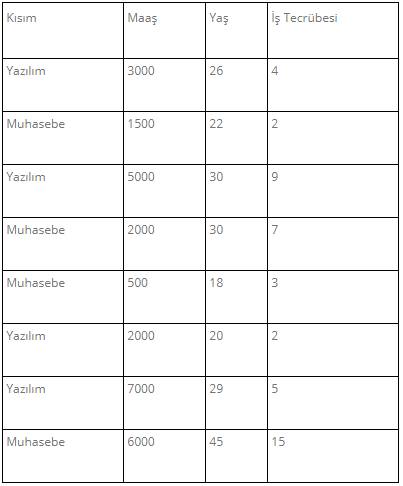 Kısım Maaş Yaş İş Tecrübesi
Yazılım 3000 26 4
Muhasebe 1500 22 2
Yazılım 5000 30 9
Muhasebe 2000 30 7
Muhasebe 500 18 3
Yazılım 2000 20 2
Yazılım 7000 29 5
Muhasebe 6000 45 15